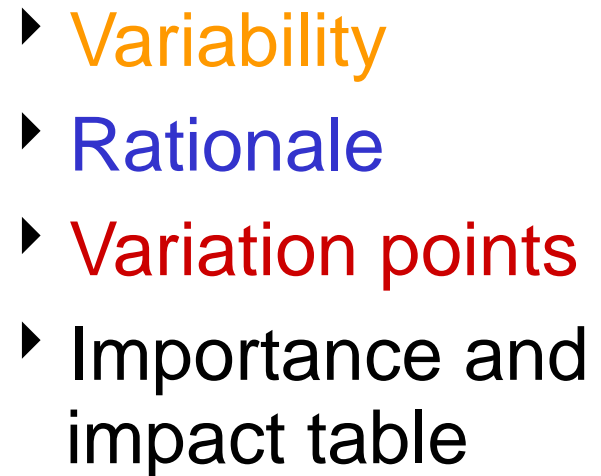 Variability
Rationale
Variation points
Importance and
impact table